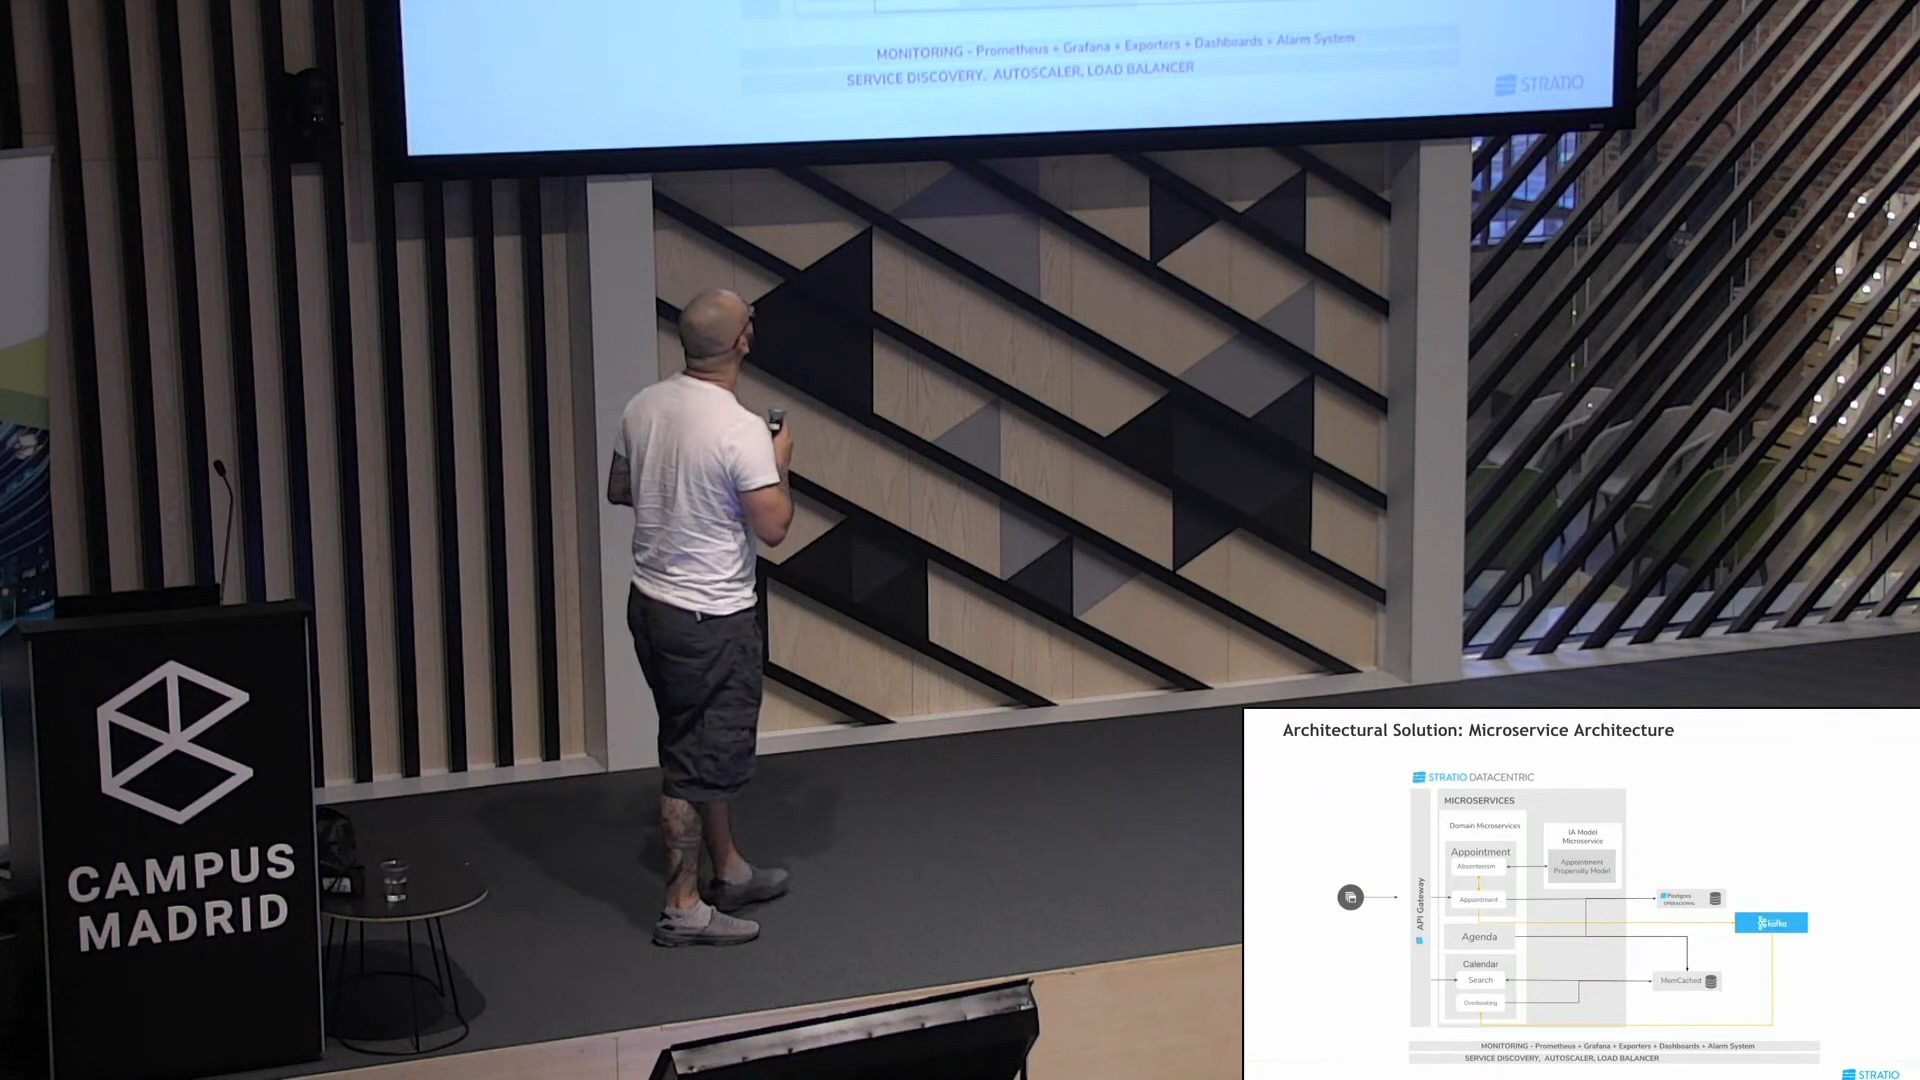 MONITORING - Prometheus + Grafana + Exporters + Dashboards + Alarm System
SERVICE DISCOVERY, AUTOSCALER, LOAD BALANCER
STRATIO
CAMPUS
MADRID
Architectural Solution: Microservice Architecture
STRATIO DATACENTRIC
API Gateway
MICROSERVICES
Domain Microservices
Appointment
Absenteeism
Appointment
Agenda
Calendar
Search
Overbooking
IA Model
Microservice
Appointment
Propensity Model
Postgres
OPERACIONAL
kafka
MemCached
MONITORING - Prometheus + Grafana + Exporters + Dashboards + Alarm System
SERVICE DISCOVERY, AUTOSCALER, LOAD BALANCER
STRATIO